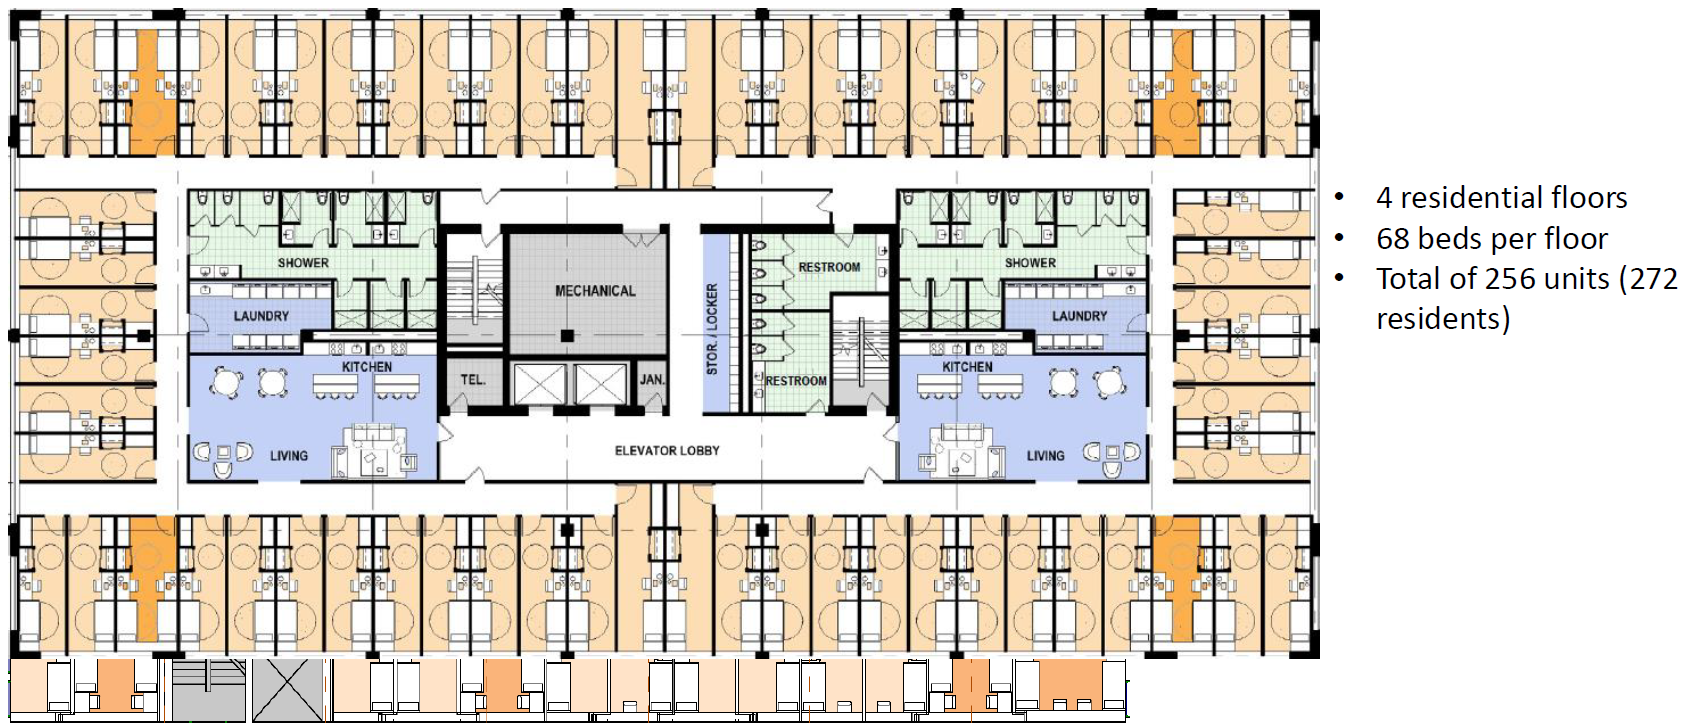 SHOWER
LAUNDRY
KITCHEN
LIVING
MECHANICAL
TEL.
JAN.
STOR. / LOCKER
RESTROOM
RESTROOM
ELEVATOR LOBBY
SHOWER
LAUNDRY
KITCHEN
LIVING
• 4 residential floors
• 68 beds per floor
• Total of 256 units (272
residents)